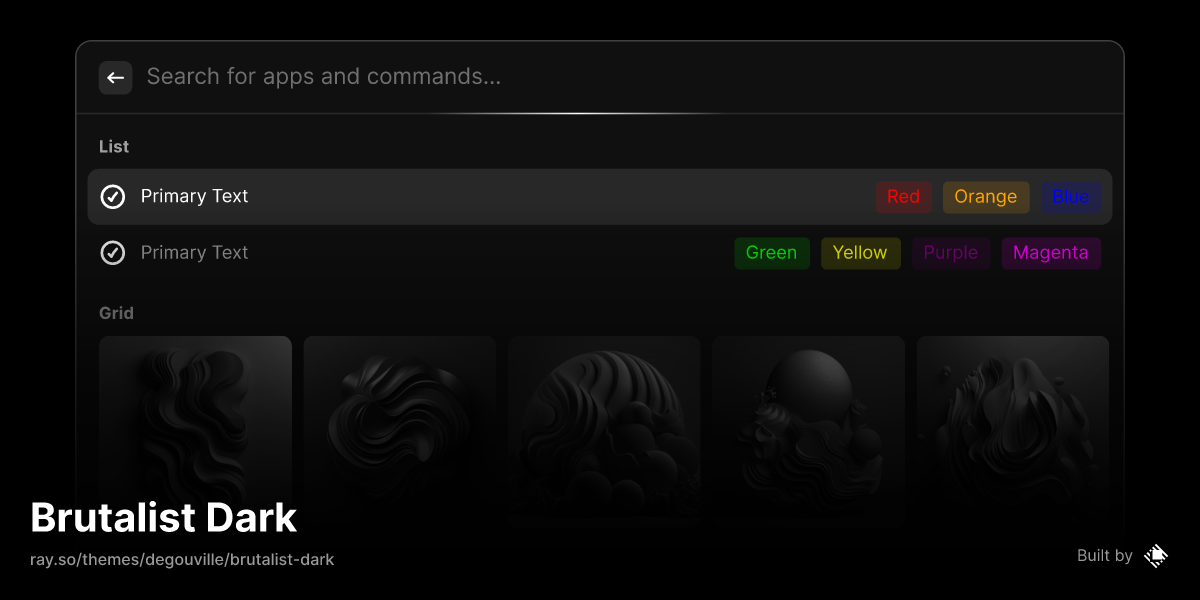 Search for apps and commands...
List
Primary Text Red Orange Blue
Primary Text Green Yellow Purple Magenta
Grid
Brutalist Dark
ray.so/themes/degouville/brutalist-dark
Built by